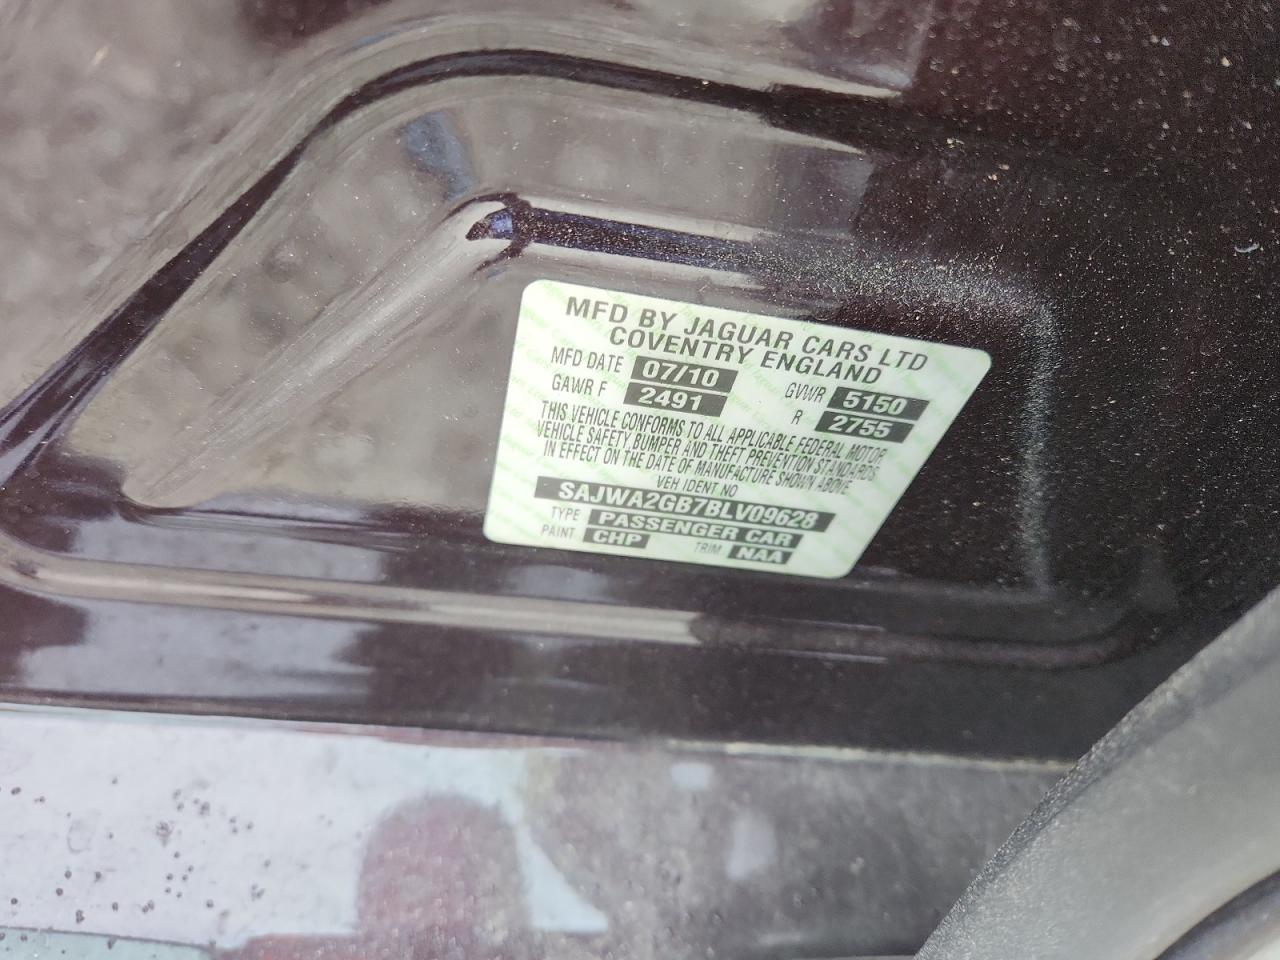 MFD BY JAGUAR CARS LTD
COVENTRY ENGLAND
MFD DATE 07/10 GVWR 5150
GAWR F 2491 R 2755
THIS VEHICLE CONFORMS TO ALL APPLICABLE FEDERAL MOTOR
VEHICLE SAFETY BUMPER AND THEFT PREVENTION STANDARDS
IN EFFECT ON THE DATE OF MANUFACTURE SHOWN ABOVE
VEH IDENT NO
SAJWA2GB7BLV09628
TYPE PASSENGER CAR
PAINT CHP TRIM NAA